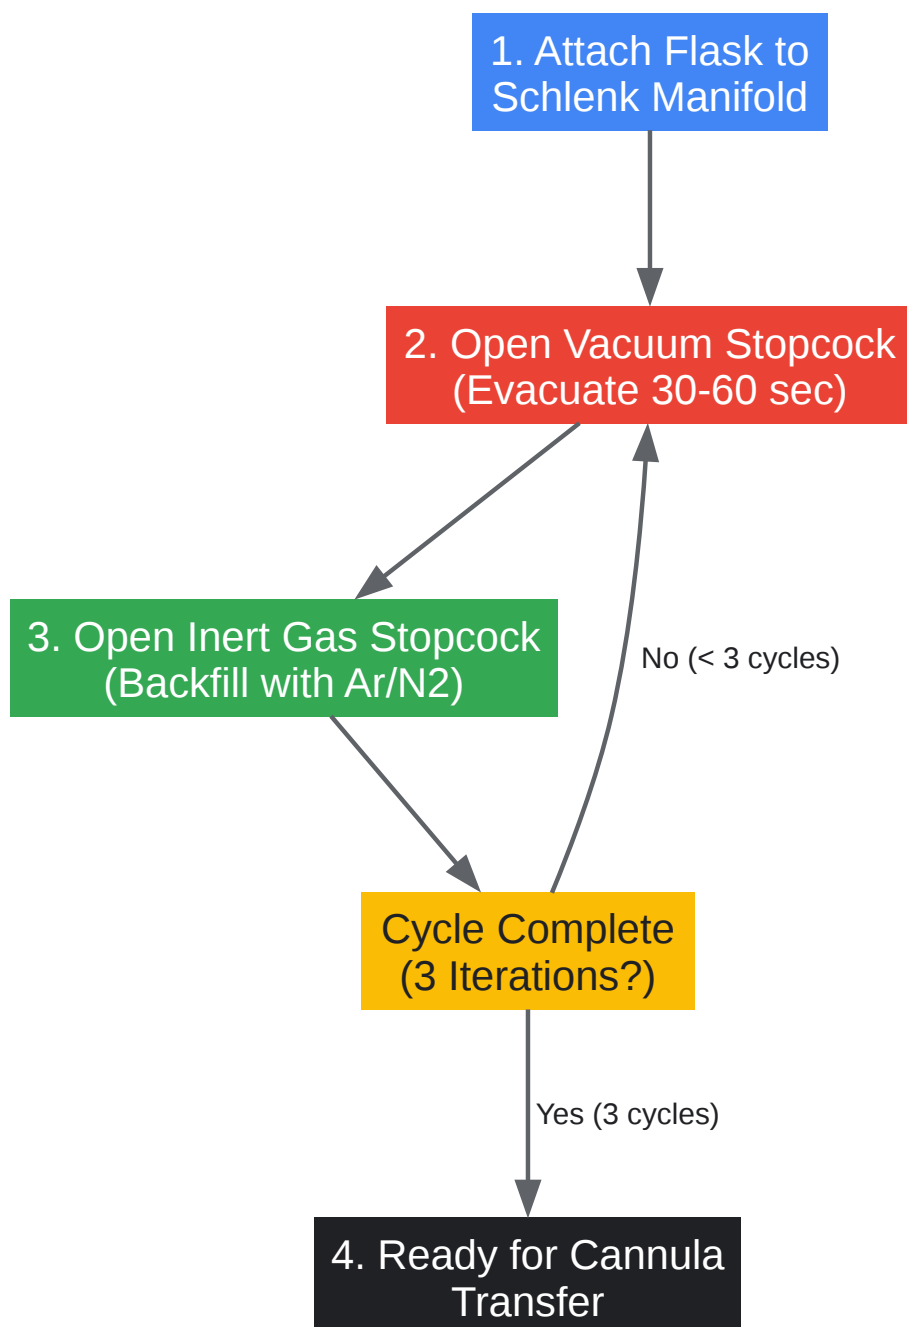 1. Attach Flask to
Schlenk Manifold
2. Open Vacuum Stopcock
(Evacuate 30-60 sec)
3. Open Inert Gas Stopcock
(Backfill with Ar/N2)
No (< 3 cycles)
Cycle Complete
(3 Iterations?)
Yes (3 cycles)
4. Ready for Cannula
Transfer